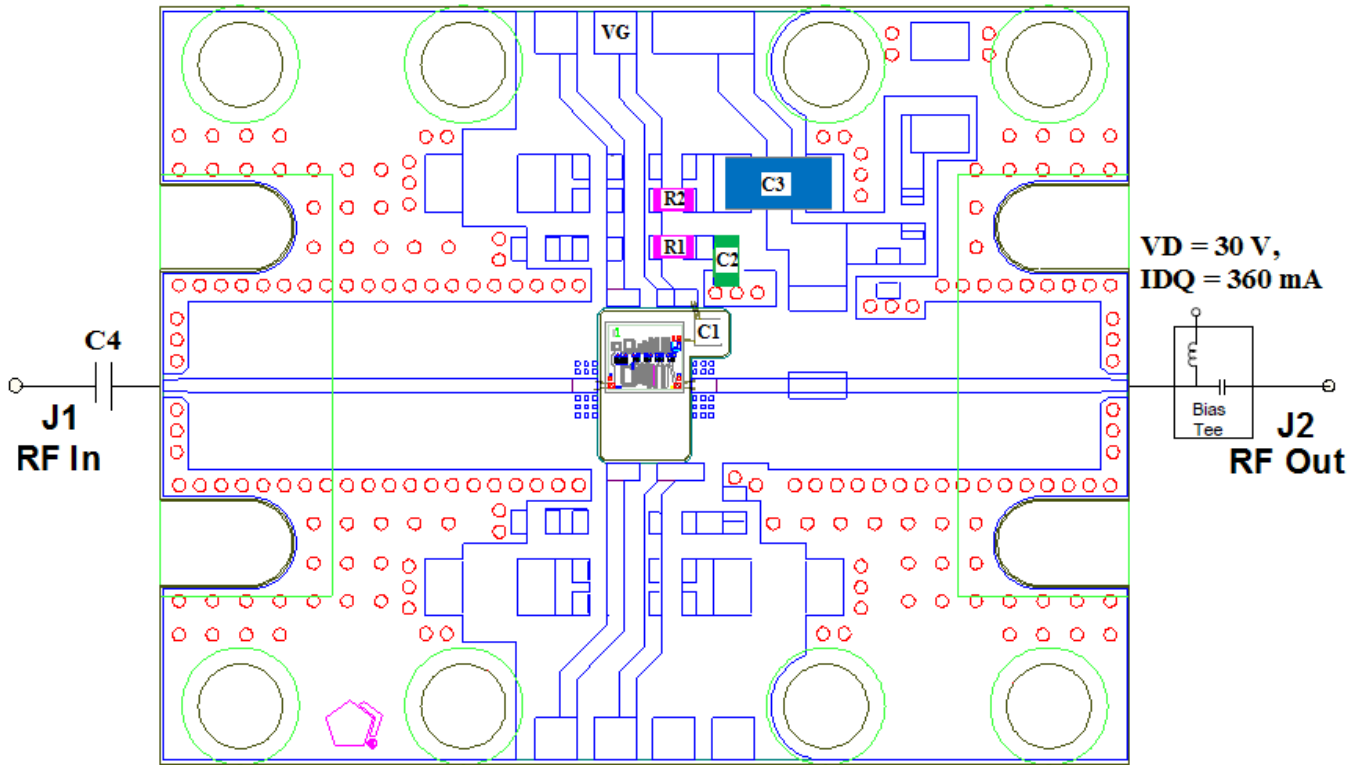 VG
C3
R2
R1
C2
VD = 30 V,
IDQ = 360 mA
C1
C4
J1
RF In
Bias
Tee
J2
RF Out